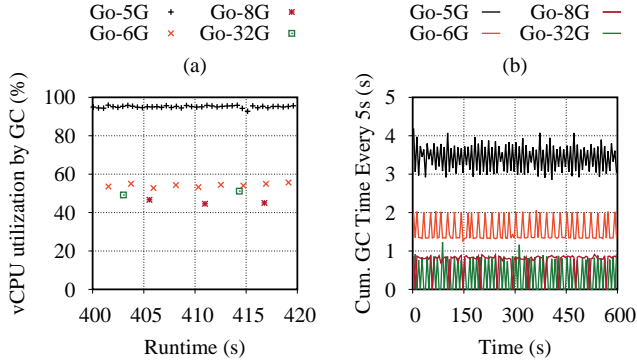 Go-5G Go-8G
Go-6G Go-32G
(a)
vCPU utilization by GC (%)
100
80
60
40
20
0
400 405 410 415 420
Runtime (s)
Go-5G Go-8G
Go-6G Go-32G
(b)
Cum. GC Time Every 5s (s)
5
4
3
2
1
0
0 150 300 450 600
Time (s)